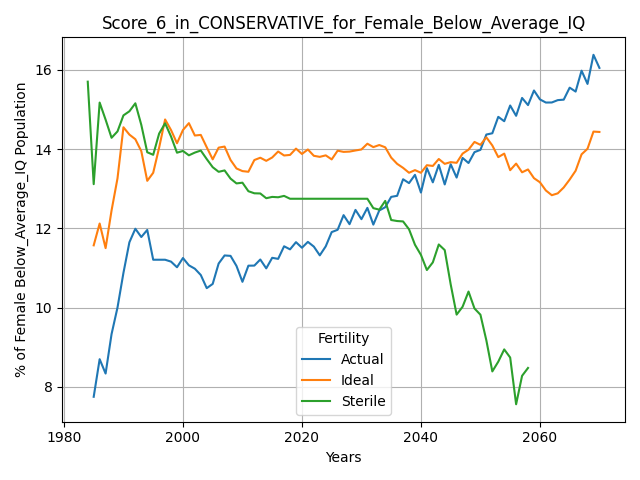 Score_6_in_CONSERVATIVE_for_Female_Below_Average_IQ
% of Female Below_Average_IQ Population
16
14
12
10
8
Fertility
Actual
Ideal
Sterile
1980
2000
2020
2040
2060
Years